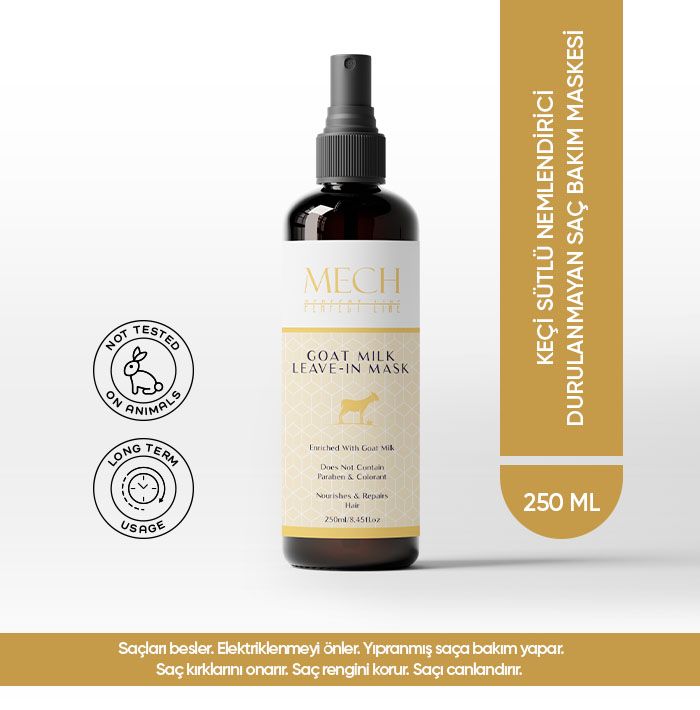 KEÇİ SÜTLÜ NEMLENDİRİCİ
DURULANMAYAN SAÇ BAKIM MASKESİ
250 ML
MECH
PERFECT LINE
GOAT MILK
LEAVE-IN MASK
Enriched With Goat Milk
Does Not Contain
Paraben & Colorant
Nourishes & Repairs
Hair
250ml/8,45fl.oz
NOT TESTED
ON ANIMALS
LONG TERM
USAGE
Saçları besler. Elektriklenmeyi önler. Yıpranmış saça bakım yapar.
Saç kırklarını onarır. Saç rengini korur. Saçı canlandırır.